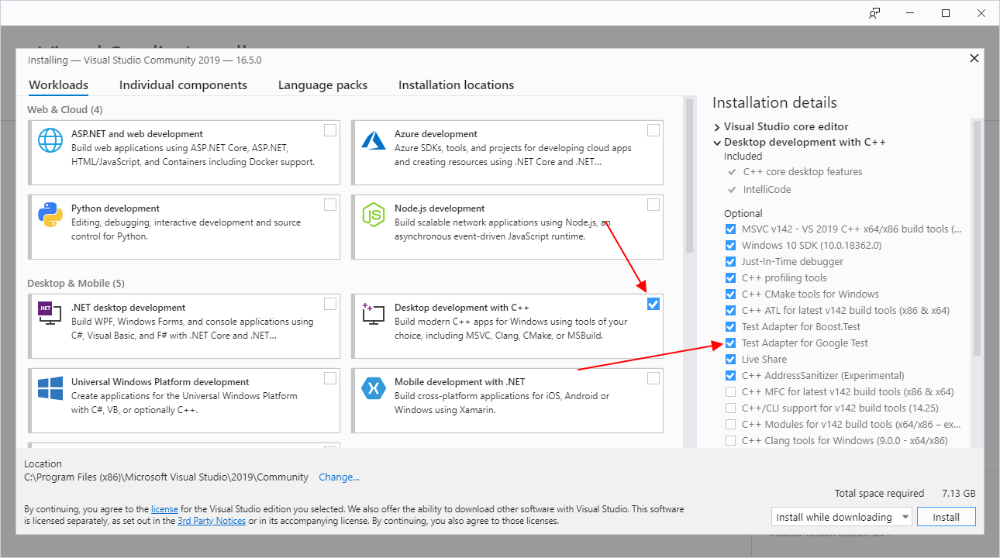 Installing — Visual Studio Community 2019 — 16.5.0
Workloads
Individual components
Language packs
Installation locations
Web & Cloud (4)
ASP.NET and web development
Build web applications using ASP.NET Core, ASP.NET,
HTML/JavaScript, and Containers including Docker support.
Azure development
Azure SDKs, tools, and projects for developing cloud apps
and creating resources using .NET Core and .NET...
Python development
Editing, debugging, interactive development and source
control for Python.
Node.js development
Build scalable network applications using Node.js, an
asynchronous event-driven JavaScript runtime.
Desktop & Mobile (5)
.NET desktop development
Build WPF, Windows Forms, and console applications using
C#, Visual Basic, and F# with .NET Core and .NET...
Desktop development with C++
Build modern C++ apps for Windows using tools of your
choice, including MSVC, Clang, CMake, or MSBuild.
Universal Windows Platform development
Create applications for the Universal Windows Platform
with C#, VB, or optionally C++.
Mobile development with .NET
Build cross-platform applications for iOS, Android or
Windows using Xamarin.
Installation details
Visual Studio core editor
Desktop development with C++
Included
C++ core desktop features
IntelliCode
Optional
MSVC v142 - VS 2019 C++ x64/x86 build tools (...
Windows 10 SDK (10.0.18362.0)
Just-In-Time debugger
C++ profiling tools
C++ CMake tools for Windows
C++ ATL for latest v142 build tools (x86 & x64)
Test Adapter for Boost.Test
Test Adapter for Google Test
Live Share
C++ AddressSanitizer (Experimental)
C++ MFC for latest v142 build tools (x86 & x64)
C++/CLI support for v142 build tools (14.25)
C++ Modules for v142 build tools (x64/x86 – ex...
C++ Clang tools for Windows (9.0.0 - x64/x86)
Location
C:\Program Files (x86)\Microsoft Visual Studio\2019\Community Change...
By continuing, you agree to the license for the Visual Studio edition you selected. We also offer the ability to download other software with Visual Studio. This software
is licensed separately, as set out in the 3rd Party Notices or in its accompanying license. By continuing, you also agree to those licenses.
Total space required 7.13 GB
Install while downloading
Install